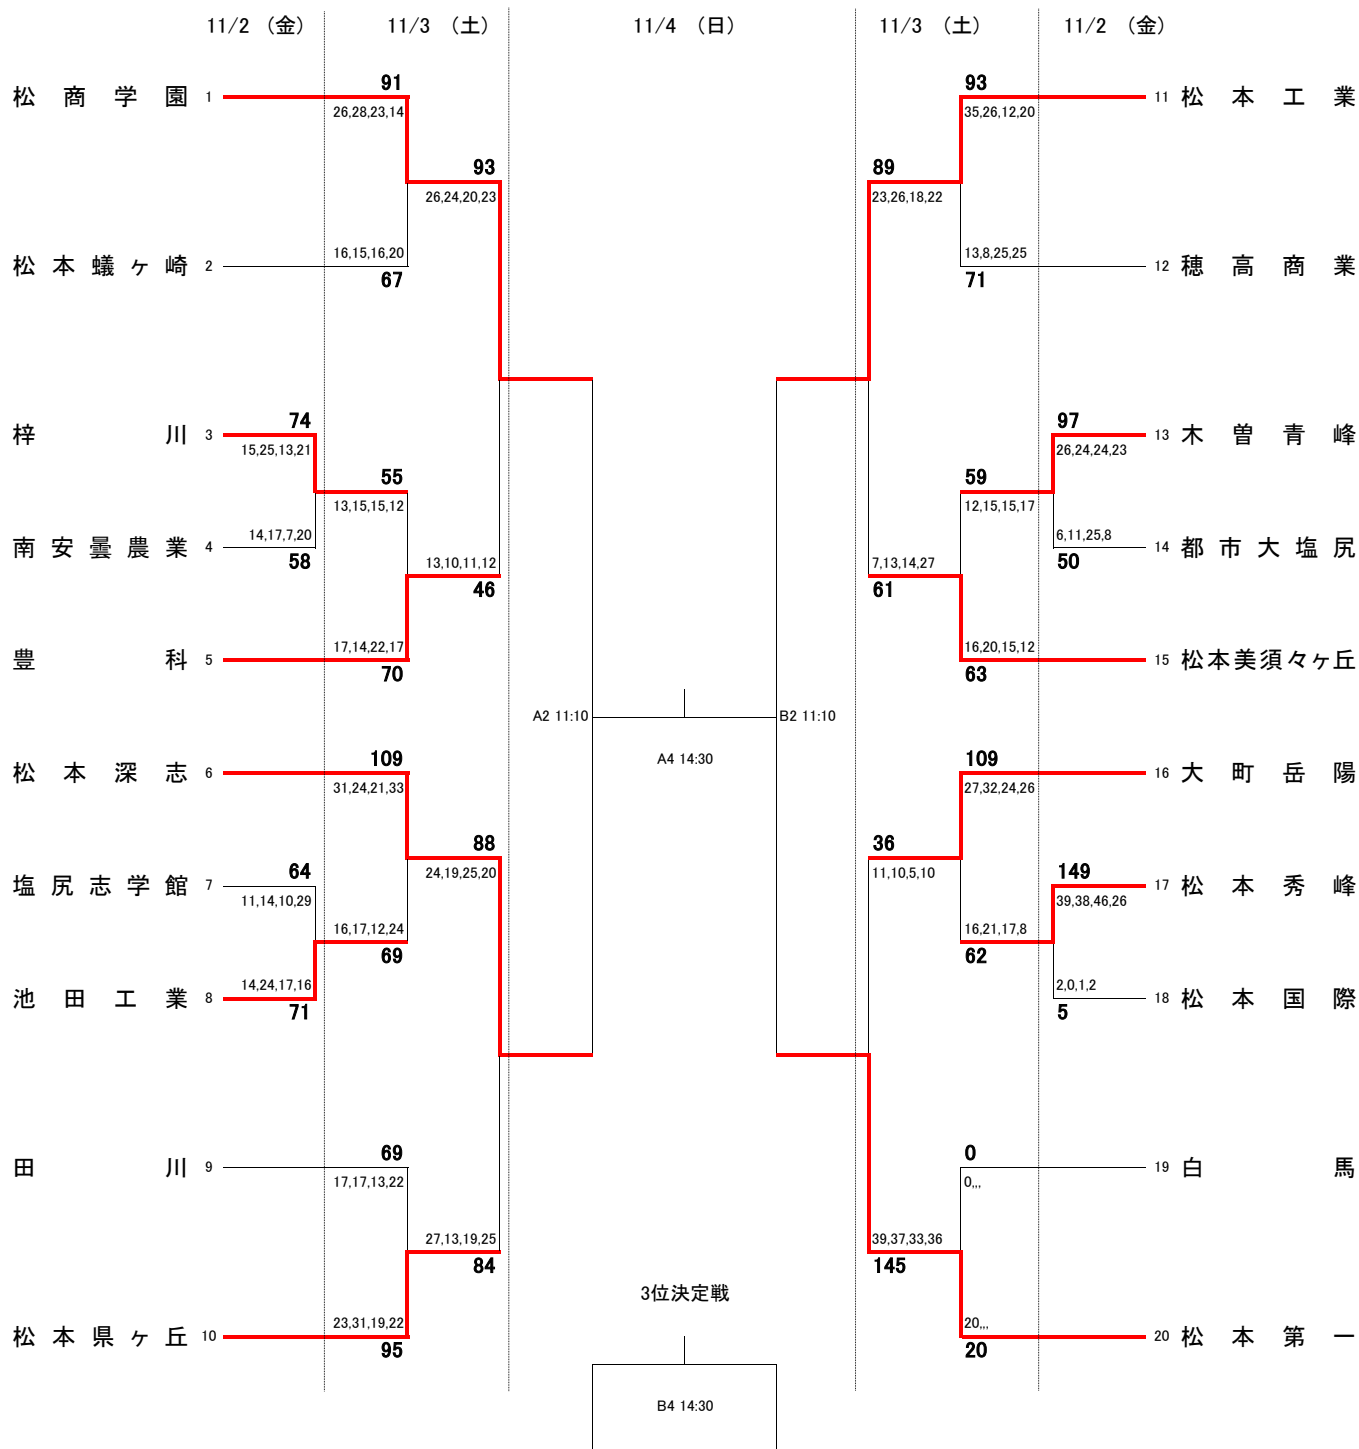 11/2 （金）
11/3 （土）
11/4 （日）
11/3 （土）
11/2 （金）
91
93
松商学園 1
26,28,23,14
35,26,12,20
11 松本工業
93
89
26,24,20,23
23,26,18,22
16,15,16,20
13,8,25,25
松本蟻ヶ崎 2
12 穂高商業
67
71
74
97
梓川 3
13 木曽青峰
15,25,13,21
26,24,24,23
55
59
13,15,15,12
12,15,15,17
14,17,7,20
6,11,25,8
南安曇農業 4
14 都市大塩尻
58
50
13,10,11,12
7,13,14,27
46
61
17,14,22,17
16,20,15,12
豊科 5
15 松本美須々ヶ丘
70
63
A2 11:10
B2 11:10
A4 14:30
109
109
松本深志 6
16 大町岳陽
31,24,21,33
27,32,24,26
88
36
24,19,25,20
11,10,5,10
64
149
塩尻志学館 7
17 松本秀峰
11,14,10,29
39,38,46,26
16,17,12,24
16,21,17,8
69
62
14,24,17,16
2,0,1,2
池田工業 8
18 松本国際
71
5
69
0
田川 9
19 白馬
17,17,13,22
0,,,
27,13,19,25
39,37,33,36
84
145
3位決定戦
23,31,19,22
20,,,
松本県ヶ丘 10
20 松本第一
95
20
B4 14:30